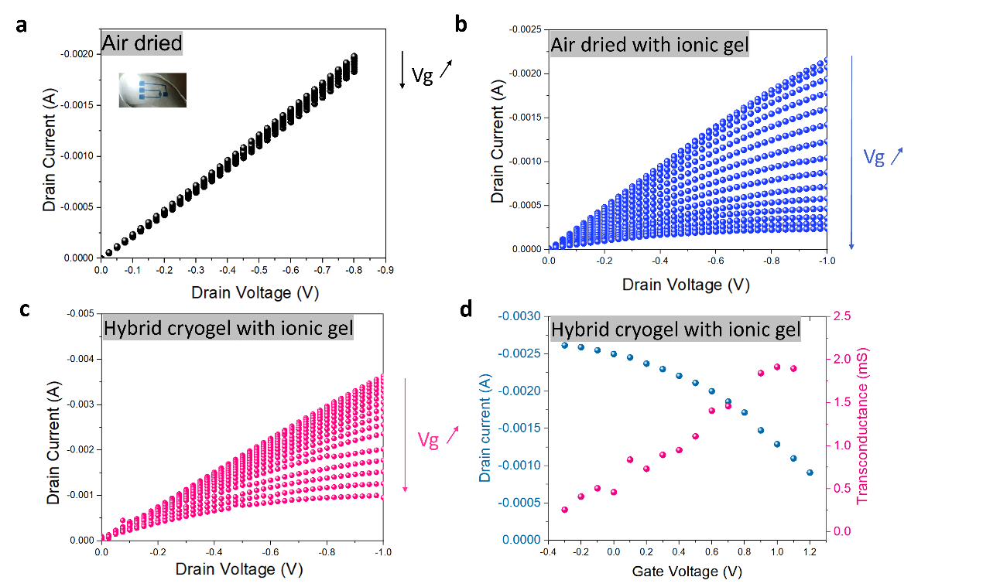 a
Air dried
-0.0020
-0.0015
-0.0010
-0.0005
0.0000
Drain Current (A)
0.0 -0.1 -0.2 -0.3 -0.4 -0.5 -0.6 -0.7 -0.8 -0.9
Drain Voltage (V)
Vg
b
Air dried with ionic gel
-0.0025
-0.0020
-0.0015
-0.0010
-0.0005
0.0000
Drain Current (A)
0.0 -0.2 -0.4 -0.6 -0.8 -1.0
Drain Voltage (V)
Vg
c
Hybrid cryogel with ionic gel
-0.005
-0.004
-0.003
-0.002
-0.001
0.000
Drain Current (A)
0.0 -0.2 -0.4 -0.6 -0.8 -1.0
Drain Voltage (V)
Vg
d
Hybrid cryogel with ionic gel
-0.0030
-0.0025
-0.0020
-0.0015
-0.0010
-0.0005
0.0000
Drain current (A)
2.5
2.0
1.5
1.0
0.5
0.0
Transconductance (mS)
-0.4 -0.2 0.0 0.2 0.4 0.6 0.8 1.0 1.2
Gate Voltage (V)